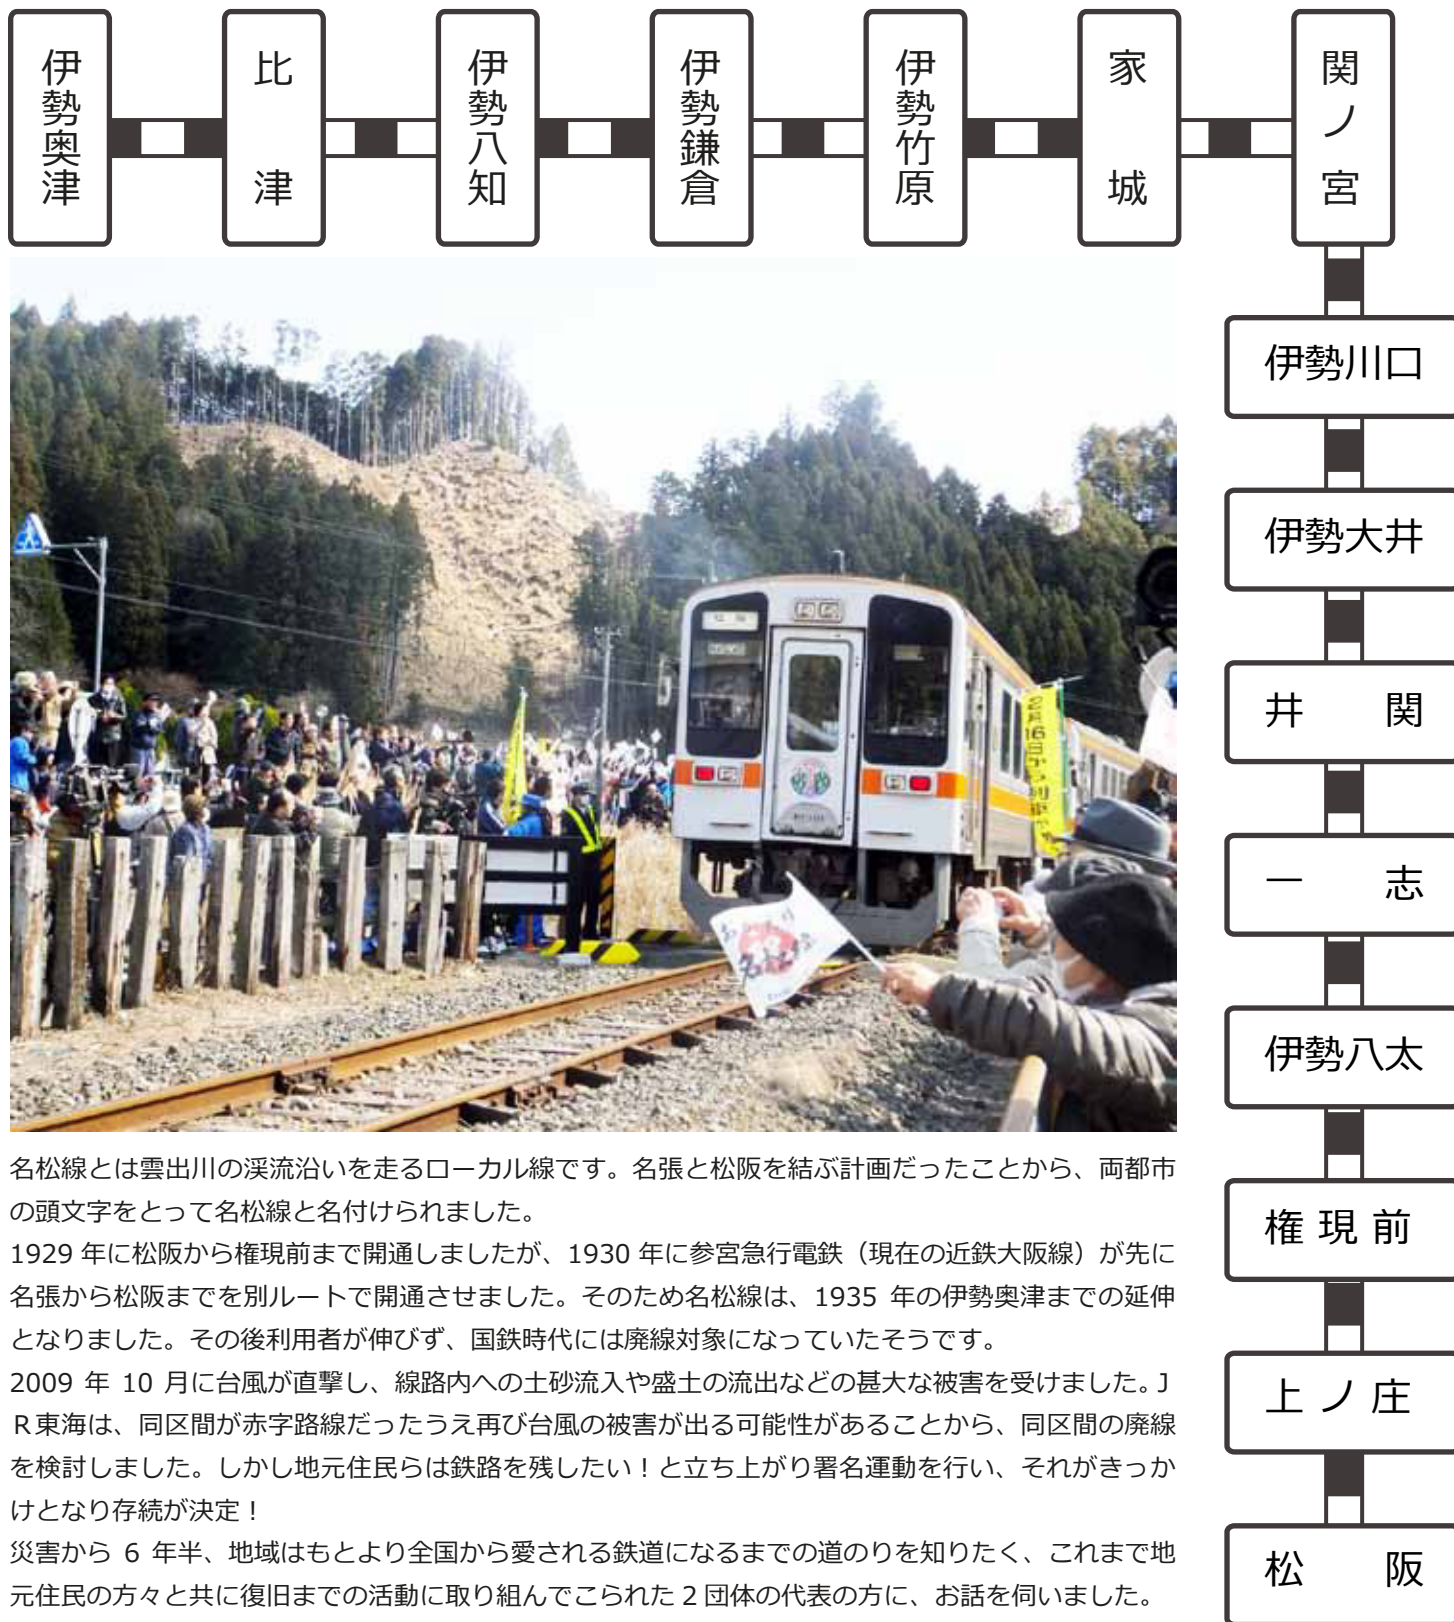 伊勢奥津
比津
伊勢八知
伊勢鎌倉
伊勢竹原
家城
関ノ宮
伊勢川口
伊勢大井
井関
一志
伊勢八太
権現前
上ノ庄
松阪
名松
名松線とは雲出川の渓流沿いを走るローカル線です。名張と松阪を結ぶ計画だったことから、両都市
の頭文字をとって名松線と名付けられました。
1929 年に松阪から権現前まで開通しましたが、1930 年に参宮急行電鉄（現在の近鉄大阪線）が先に
名張から松阪までを別ルートで開通させました。そのため名松線は、1935 年の伊勢奥津までの延伸
となりました。その後利用者が伸びず、国鉄時代には廃線対象になっていたそうです。
2009 年 10 月に台風が直撃し、線路内への土砂流入や盛土の流出などの甚大な被害を受けました。J
R東海は、同区間が赤字路線だったうえ再び台風の被害が出る可能性があることから、同区間の廃線
を検討しました。しかし地元住民らは鉄路を残したい！と立ち上がり署名運動を行い、それがきっか
けとなり存続が決定！
災害から 6 年半、地域はもとより全国から愛される鉄道になるまでの道のりを知りたく、これまで地
元住民の方々と共に復旧までの活動に取り組んでこられた 2 団体の代表の方に、お話を伺いました。